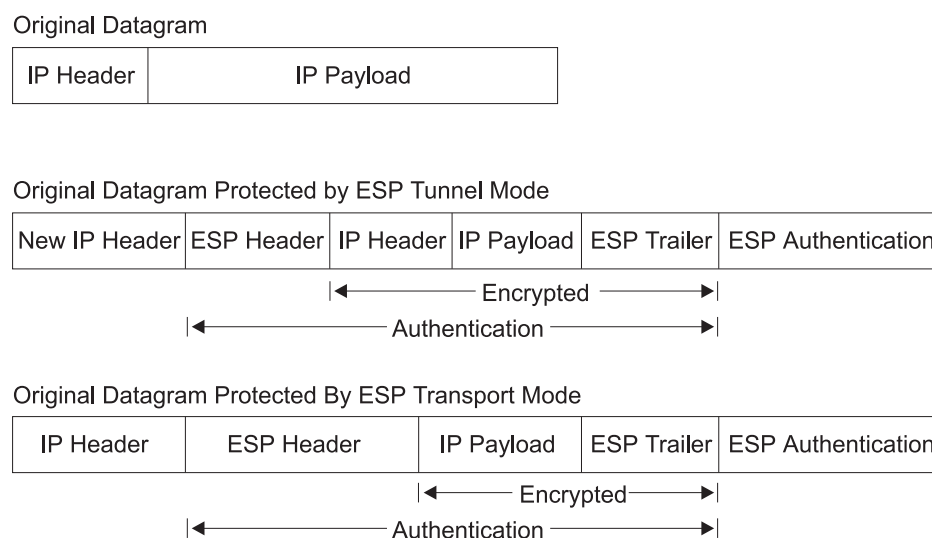 Original Datagram
IP Header IP Payload
Original Datagram Protected by ESP Tunnel Mode
New IP Header ESP Header IP Header IP Payload ESP Trailer ESP Authentication
Encrypted
Authentication
Original Datagram Protected By ESP Transport Mode
IP Header ESP Header IP Payload ESP Trailer ESP Authentication
Encrypted
Authentication